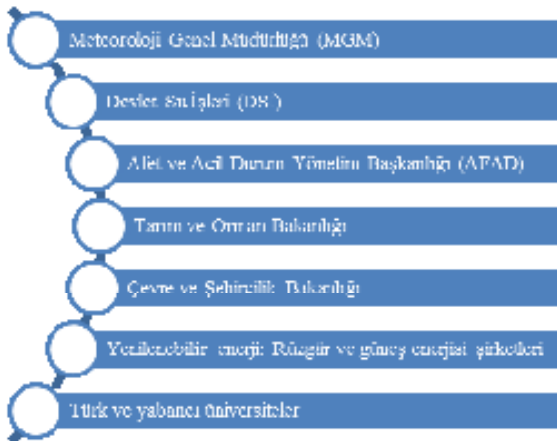 Meteoroloji Genel Müdürlüğü (MGM)
Devlet Su İşleri (DSİ)
Afet ve Acil Durum Yönetim Başkanlığı (AFAD)
Tarım ve Orman Bakanlığı
Çevre ve Şehircilik Bakanlığı
Yenilenebilir enerji: Rüzgâr ve güneş enerjisi şirketleri
Türk ve yabancı üniversiteler